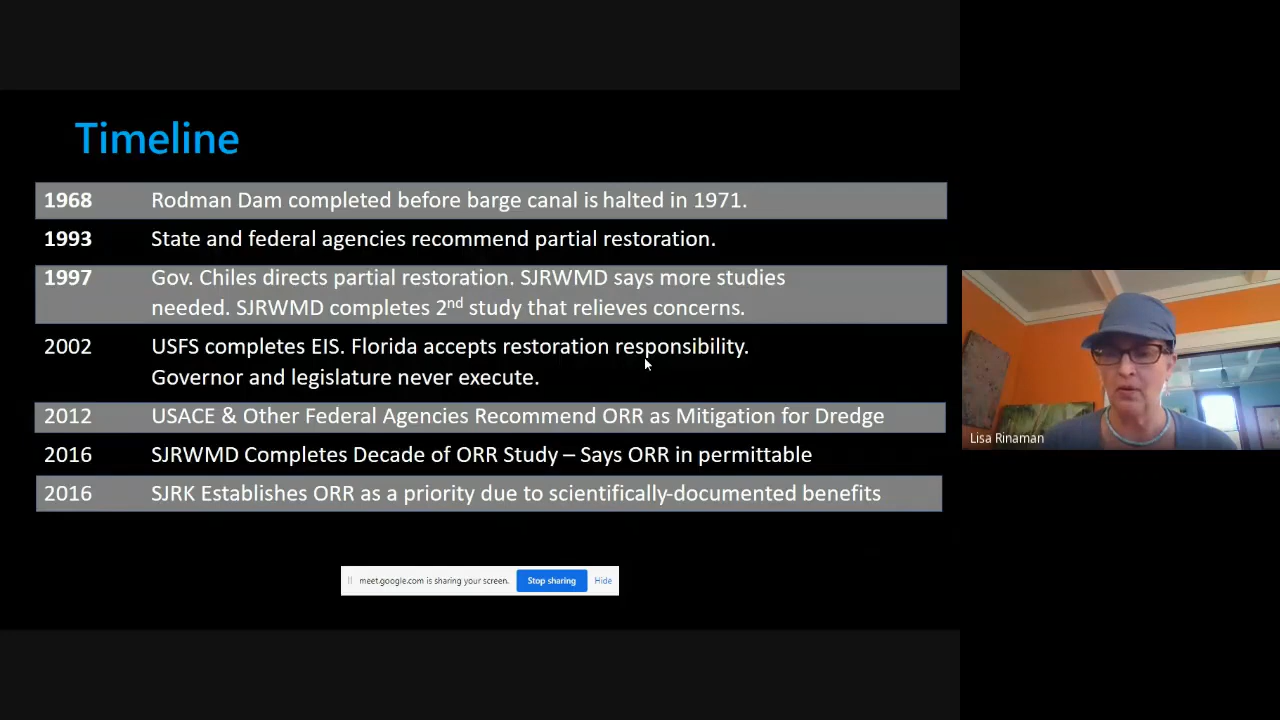 Timeline
1968 Rodman Dam completed before barge canal is halted in 1971.
1993 State and federal agencies recommend partial restoration.
1997 Gov. Chiles directs partial restoration. SJRWMD says more studies
needed. SJRWMD completes 2nd study that relieves concerns.
2002 USFS completes EIS. Florida accepts restoration responsibility.
Governor and legislature never execute.
2012 USACE & Other Federal Agencies Recommend ORR as Mitigation for Dredge
2016 SJRWMD Completes Decade of ORR Study – Says ORR in permittable
2016 SJRK Establishes ORR as a priority due to scientifically-documented benefits
meet.google.com is sharing your screen. Stop sharing Hide
Lisa Rinaman